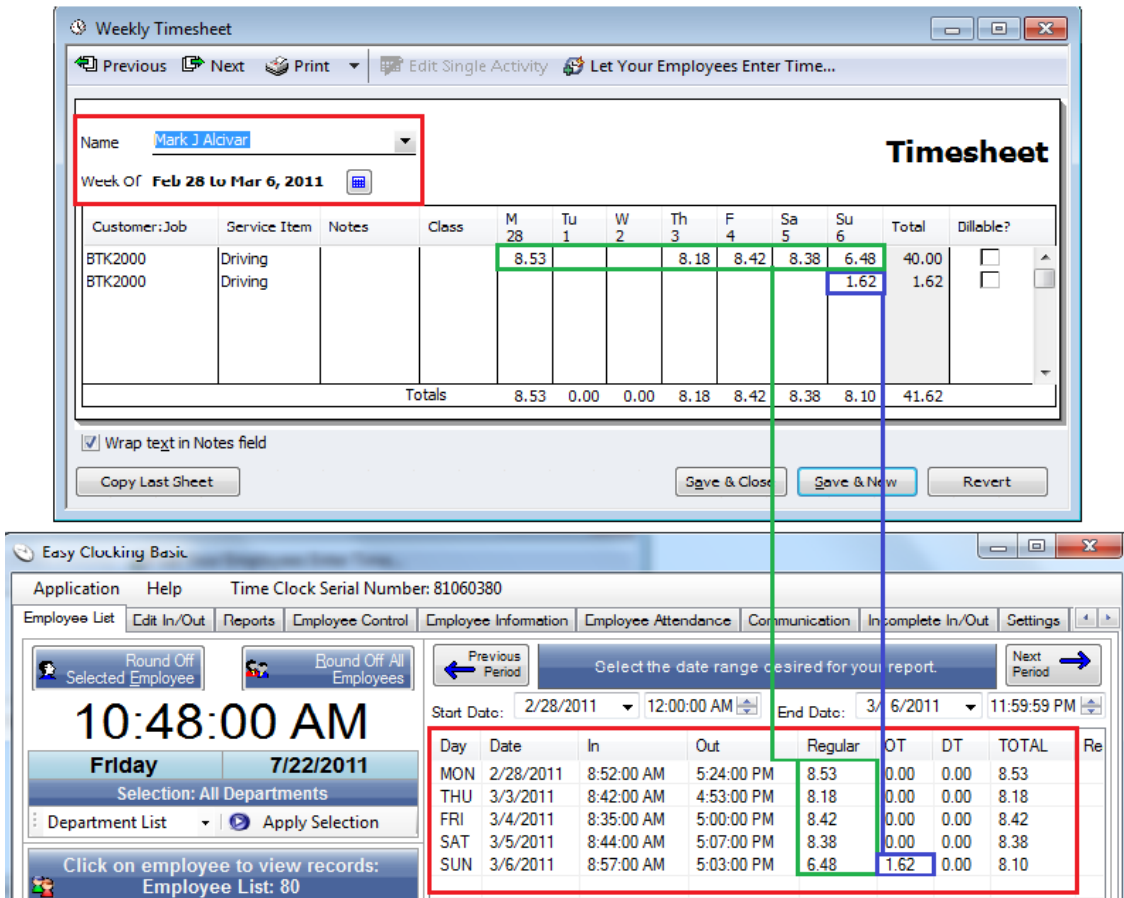 Weekly Timesheet
Previous Next Print Edit Single Activity Let Your Employees Enter Time...
Name Mark J Alcivar
Timesheet
Week Of Feb 28 to Mar 6, 2011
Customer:Job Service Item Notes Class M 28 Tu 1 W 2 Th 3 F 4 Sa 5 Su 6 Total Billable?
BTK2000 Driving 8.53 8.18 8.42 8.38 6.48 40.00
BTK2000 Driving 1.62 1.62
Totals 8.53 0.00 0.00 8.18 8.42 8.38 8.10 41.62
Wrap text in Notes field
Copy Last Sheet Save & Close Save & New Revert
Easy Clocking Basic
Application Help Time Clock Serial Number: 81060380
Employee List Edit In/Out Reports Employee Control Employee Information Employee Attendance Communication Incomplete In/Out Settings
Round Off Selected Employee Round Off All Employees Previous Period Select the date range desired for your report. Next Period
10:48:00 AM
Start Date: 2/28/2011 12:00:00 AM End Date: 3/ 6/2011 11:59:59 PM
Friday 7/22/2011
Selection: All Departments
Department List Apply Selection
Click on employee to view records:
Employee List: 80
Day Date In Out Regular OT DT TOTAL Re
MON 2/28/2011 8:52:00 AM 5:24:00 PM 8.53 0.00 0.00 8.53
THU 3/3/2011 8:42:00 AM 4:53:00 PM 8.18 0.00 0.00 8.18
FRI 3/4/2011 8:35:00 AM 5:00:00 PM 8.42 0.00 0.00 8.42
SAT 3/5/2011 8:44:00 AM 5:07:00 PM 8.38 0.00 0.00 8.38
SUN 3/6/2011 8:57:00 AM 5:03:00 PM 6.48 1.62 0.00 8.10